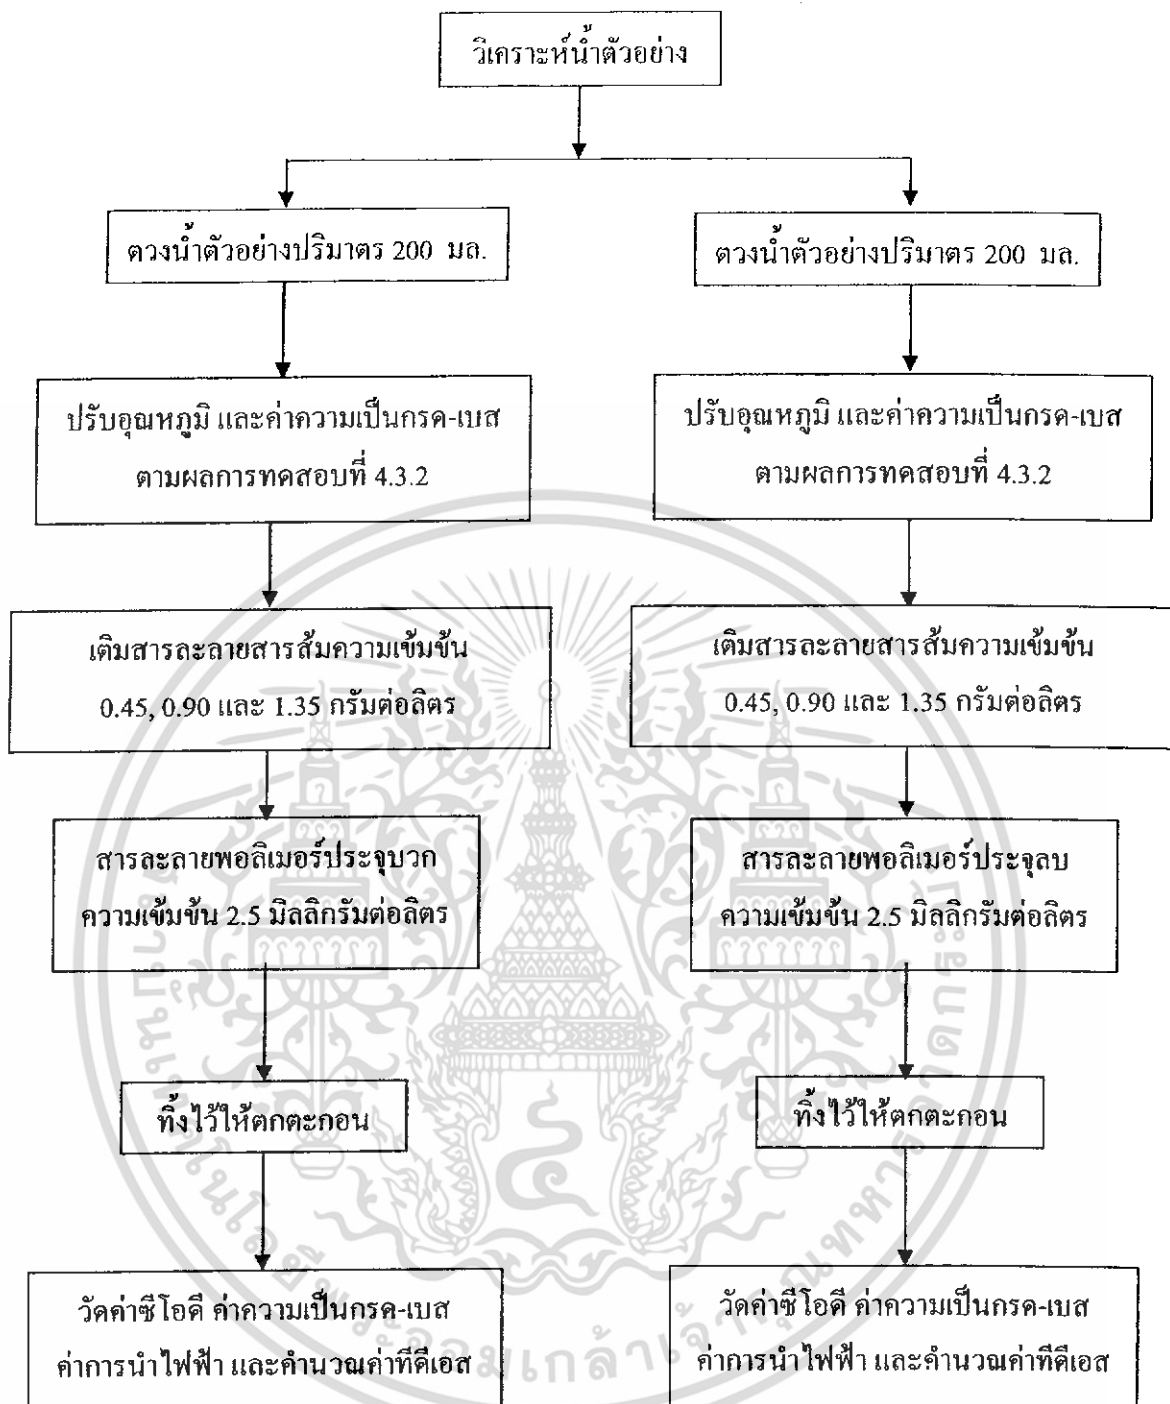 วิเคราะห์น้ำตัวอย่าง
ตวงน้ำตัวอย่างปริมาตร 200 มล.
ตวงน้ำตัวอย่างปริมาตร 200 มล.
ปรับอุณหภูมิ และค่าความเป็นกรด-เบส
ตามผลการทดสอบที่ 4.3.2
ปรับอุณหภูมิ และค่าความเป็นกรด-เบส
ตามผลการทดสอบที่ 4.3.2
เติมสารละลายสารส้มความเข้มข้น
0.45, 0.90 และ 1.35 กรัมต่อลิตร
เติมสารละลายสารส้มความเข้มข้น
0.45, 0.90 และ 1.35 กรัมต่อลิตร
สารละลายพอลิเมอร์ประจุบวก
ความเข้มข้น 2.5 มิลลิกรัมต่อลิตร
สารละลายพอลิเมอร์ประจุลบ
ความเข้มข้น 2.5 มิลลิกรัมต่อลิตร
ทิ้งไว้ให้ตกตะกอน
ทิ้งไว้ให้ตกตะกอน
วัดค่าซีโอดี ค่าความเป็นกรด-เบส
ค่าการนำไฟฟ้า และคำนวณค่าทีดีเอส
วัดค่าซีโอดี ค่าความเป็นกรด-เบส
ค่าการนำไฟฟ้า และคำนวณค่าทีดีเอส